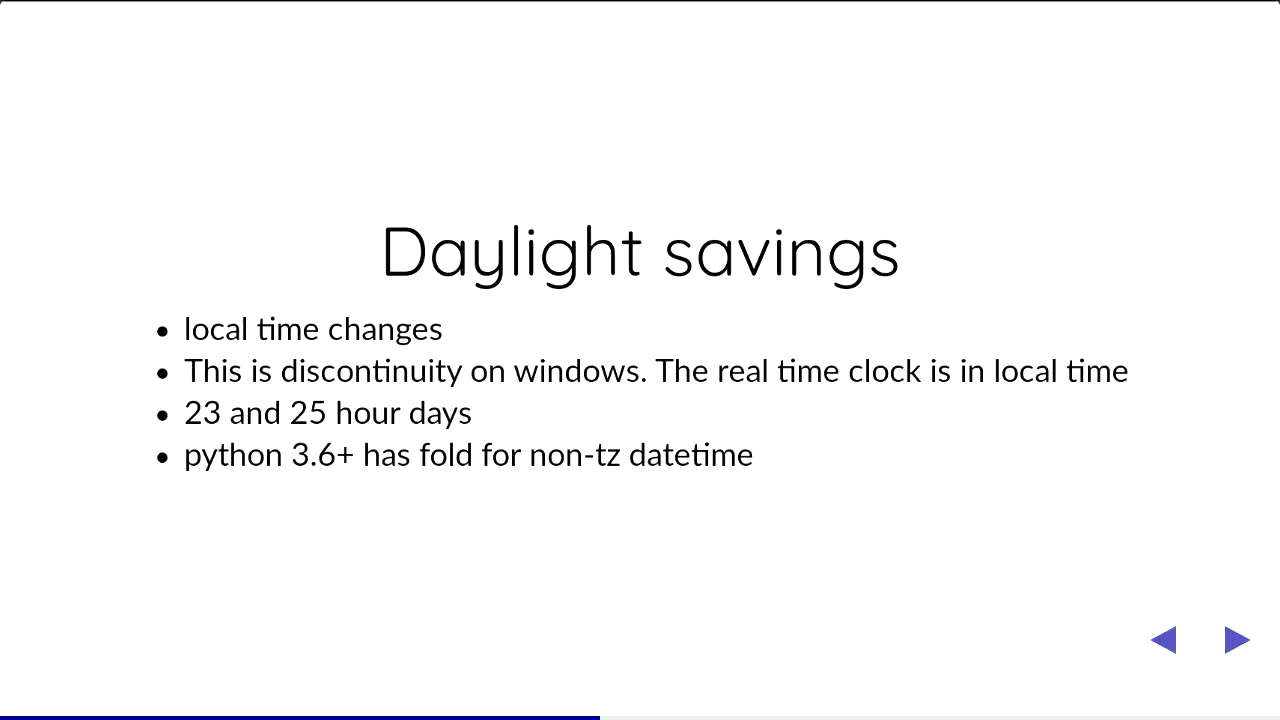 Daylight savings
local time changes
This is discontinuity on windows. The real time clock is in local time
23 and 25 hour days
python 3.6+ has fold for non-tz datetime